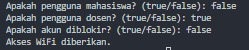 Apakah pengguna mahasiswa? (true/false): false
Apakah pengguna dosen? (true/false): true
Apakah akun diblokir? (true/false): false
Akses WiFi diberikan.